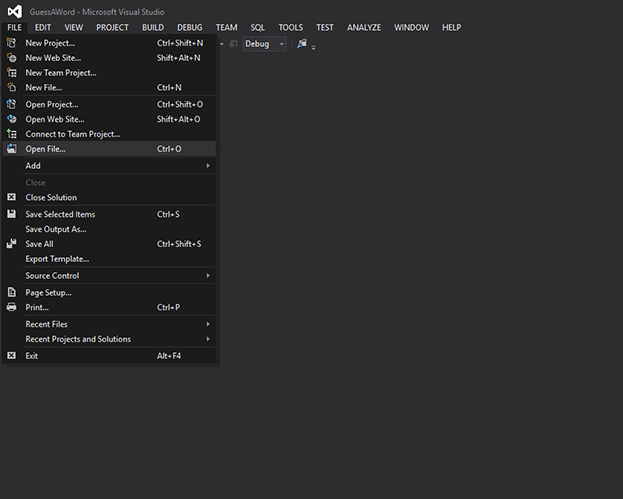 GuessAWord - Microsoft Visual Studio
FILE EDIT VIEW PROJECT BUILD DEBUG TEAM SQL TOOLS TEST ANALYZE WINDOW HELP
Debug
New Project... Ctrl+Shift+N
New Web Site... Shift+Alt+N
New Team Project...
New File... Ctrl+N
Open Project... Ctrl+Shift+O
Open Web Site... Shift+Alt+O
Connect to Team Project...
Open File... Ctrl+O
Add
Close
Close Solution
Save Selected Items Ctrl+S
Save Output As...
Save All Ctrl+Shift+S
Export Template...
Source Control
Page Setup...
Print... Ctrl+P
Recent Files
Recent Projects and Solutions
Exit Alt+F4